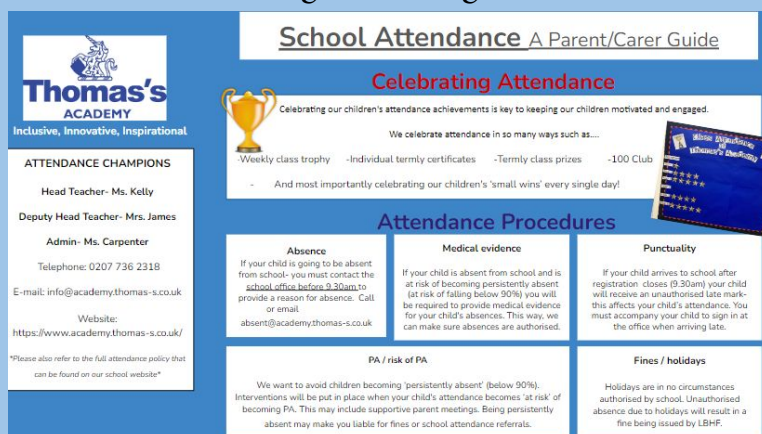 School Attendance A Parent/Carer Guide
Thomas's
ACADEMY
Inclusive, Innovative, Inspirational
ATTENDANCE CHAMPIONS
Head Teacher- Ms. Kelly
Deputy Head Teacher- Mrs. James
Admin- Ms. Carpenter
Telephone: 0207 736 2318
E-mail: info@academy.thomas-s.co.uk
Website:
https://www.academy.thomas-s.co.uk/
*Please also refer to the full attendance policy that
can be found on our school website*
Celebrating Attendance
Celebrating our children's attendance achievements is key to keeping our children motivated and engaged.
We celebrate attendance in so many ways such as....
-Weekly class trophy -Individual termly certificates -Termly class prizes -100 Club
- And most importantly celebrating our children's 'small wins' every single day!
Class Attendance
at
Thomas's Academy
Attendance Procedures
Absence
If your child is going to be absent
from school- you must contact the
school office before 9.30am to
provide a reason for absence. Call
or email
absent@academy.thomas-s.co.uk
Medical evidence
If your child is absent from school and is
at risk of becoming persistently absent
(at risk of falling below 90%) you will
be required to provide medical evidence
for your child's absences. This way, we
can make sure absences are authorised.
Punctuality
If your child arrives to school after
registration closes (9.30am) your child
will receive an unauthorised late mark-
this affects your child's attendance. You
must accompany your child to sign in at
the office when arriving late.
PA / risk of PA
We want to avoid children becoming 'persistently absent' (below 90%).
Interventions will be put in place when your child's attendance becomes 'at risk' of
becoming PA. This may include supportive parent meetings. Being persistently
absent may make you liable for fines or school attendance referrals.
Fines / holidays
Holidays are in no circumstances
authorised by school. Unauthorised
absence due to holidays will result in a
fine being issued by LBHF.